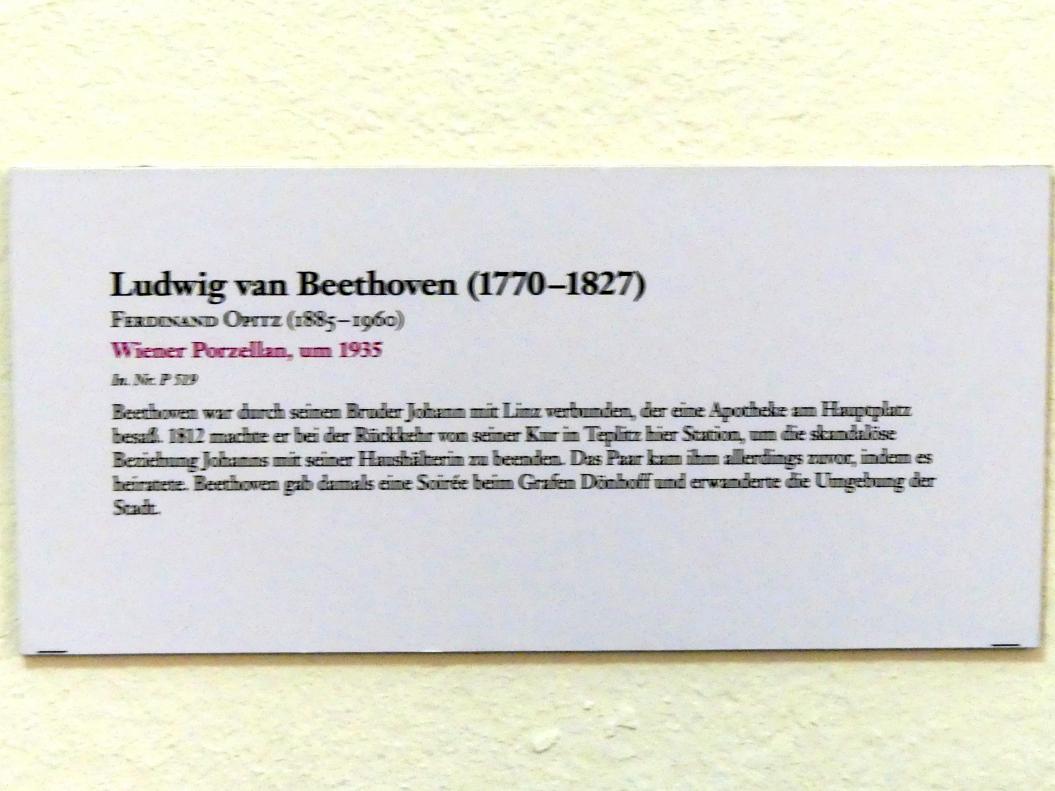 Ludwig van Beethoven (1770–1827)
Ferdinand Opitz (1885–1960)
Wiener Porzellan, um 1935
In. Nr. P 519
Beethoven war durch seinen Bruder Johann mit Linz verbunden, der eine Apotheke am Hauptplatz
besaß. 1812 machte er bei der Rückkehr von seiner Kur in Teplitz hier Station, um die skandalöse
Beziehung Johanns mit seiner Haushälterin zu beenden. Das Paar kam ihm allerdings zuvor, indem es
heiratete. Beethoven gab damals eine Soirée beim Grafen Dönhoff und erwanderte die Umgebung der
Stadt.